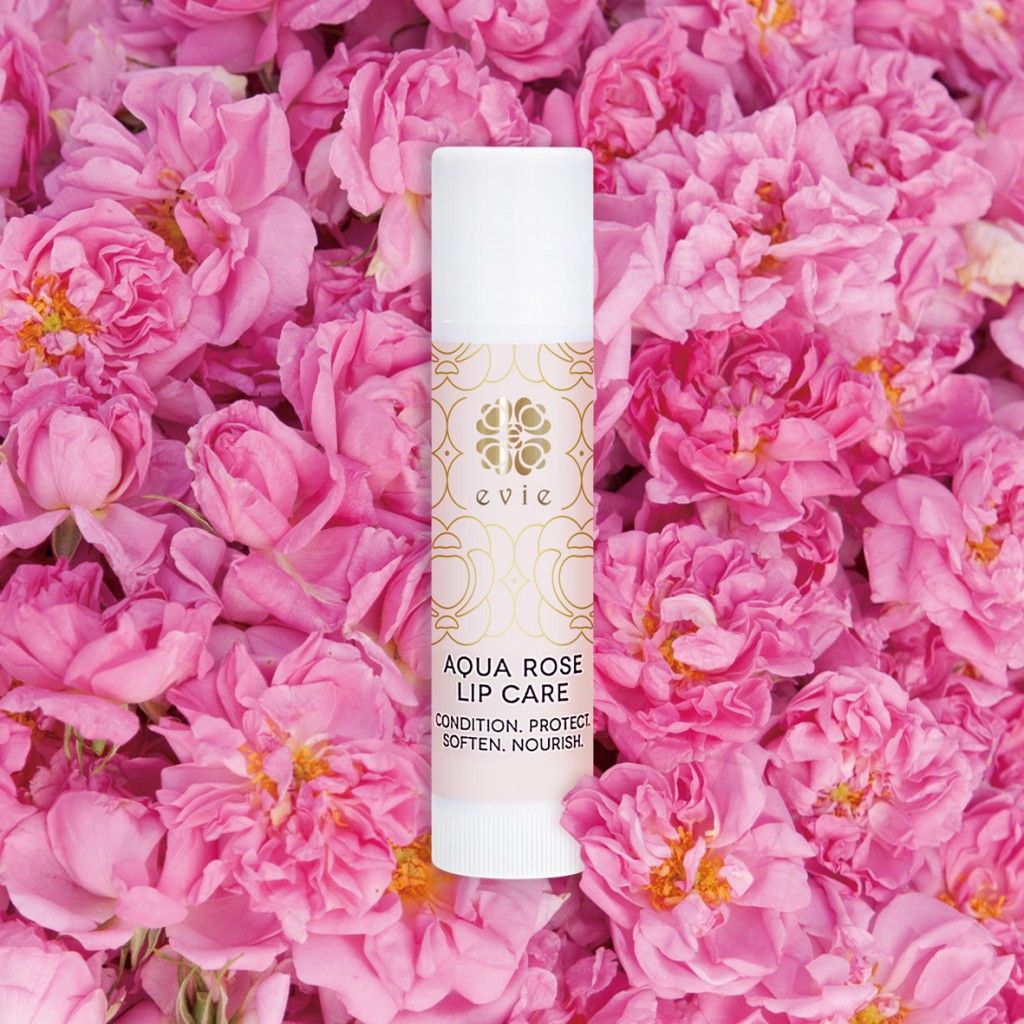 evie
AQUA ROSE
LIP CARE
CONDITION. PROTECT.
SOFTEN. NOURISH.